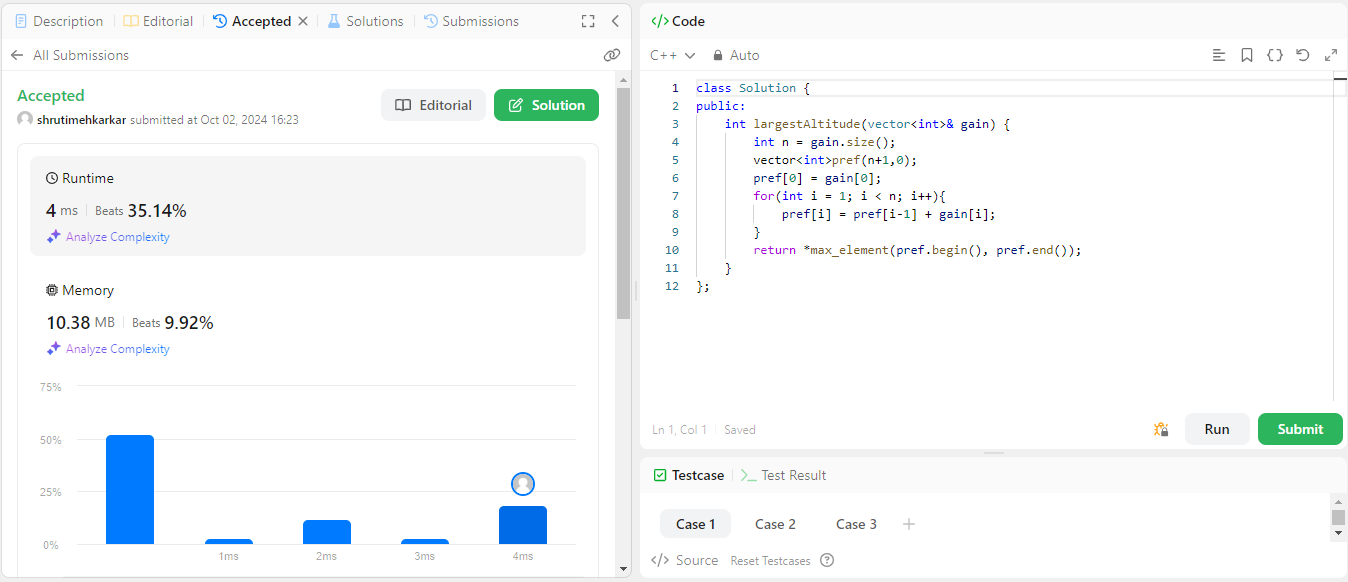 Description Editorial Accepted Solutions Submissions
All Submissions
Accepted
shrutimehkarkar submitted at Oct 02, 2024 16:23
Editorial
Solution
Runtime
4 ms Beats 35.14%
Analyze Complexity
Memory
10.38 MB Beats 9.92%
Analyze Complexity
75%
50%
25%
0%
1ms 2ms 3ms 4ms
</> Code
C++ Auto
1 class Solution {
2 public:
3     int largestAltitude(vector<int>& gain) {
4         int n = gain.size();
5         vector<int>pref(n+1,0);
6         pref[0] = gain[0];
7         for(int i = 1; i < n; i++){
8             pref[i] = pref[i-1] + gain[i];
9         }
10         return *max_element(pref.begin(), pref.end());
11     }
12 };
Ln 1, Col 1 Saved
Run
Submit
Testcase >_ Test Result
Case 1 Case 2 Case 3 +
</> Source Reset Testcases ?